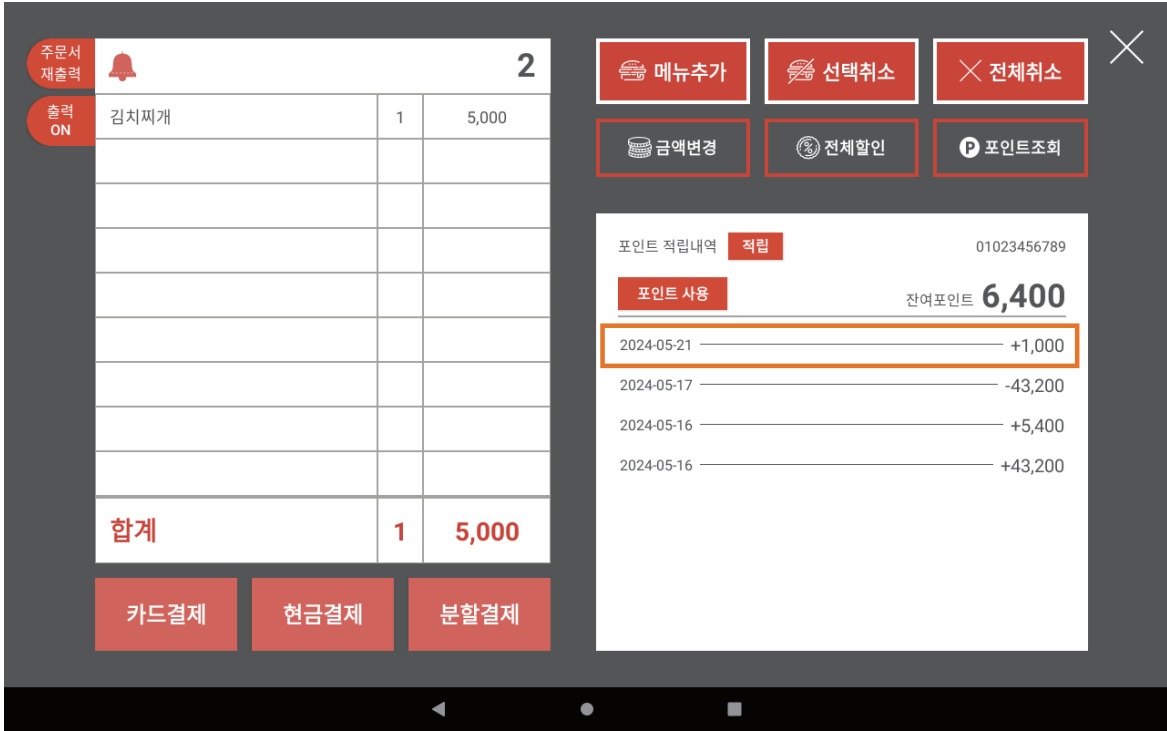 주문서
재출력
출력
ON
2
김치찌개 1 5,000
합계 1 5,000
카드결제 현금결제 분할결제
메뉴추가 선택취소 전체취소
금액변경 전체할인 P 포인트조회
포인트 적립내역 적립 01023456789
포인트 사용 잔여포인트 6,400
2024-05-21 +1,000
2024-05-17 -43,200
2024-05-16 +5,400
2024-05-16 +43,200